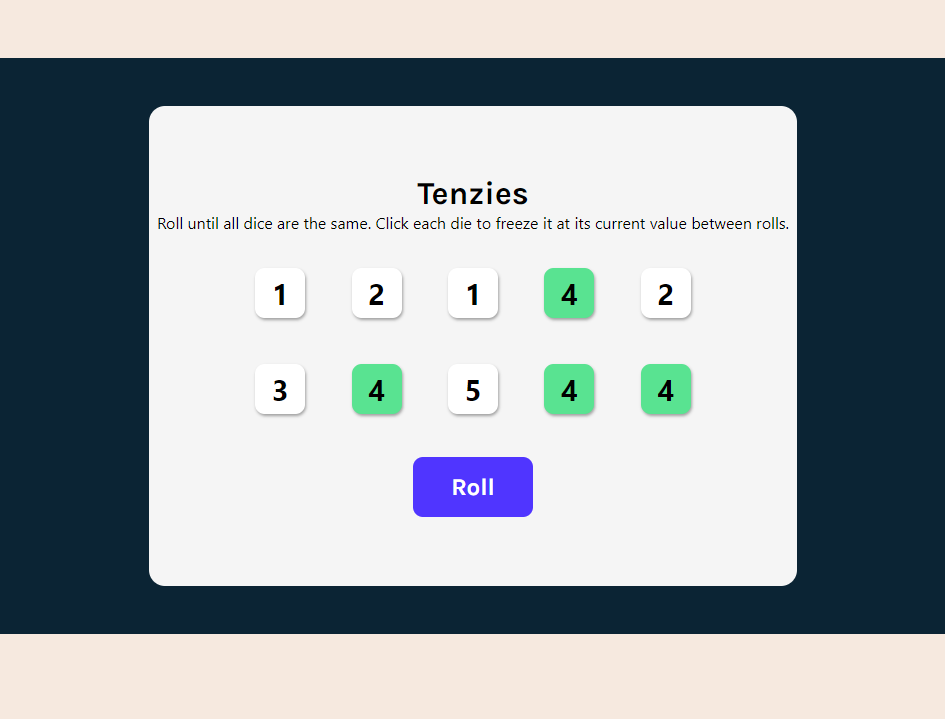 Tenzies
Roll until all dice are the same. Click each die to freeze it at its current value between rolls.
1 2 1 4 2
3 4 5 4 4
Roll